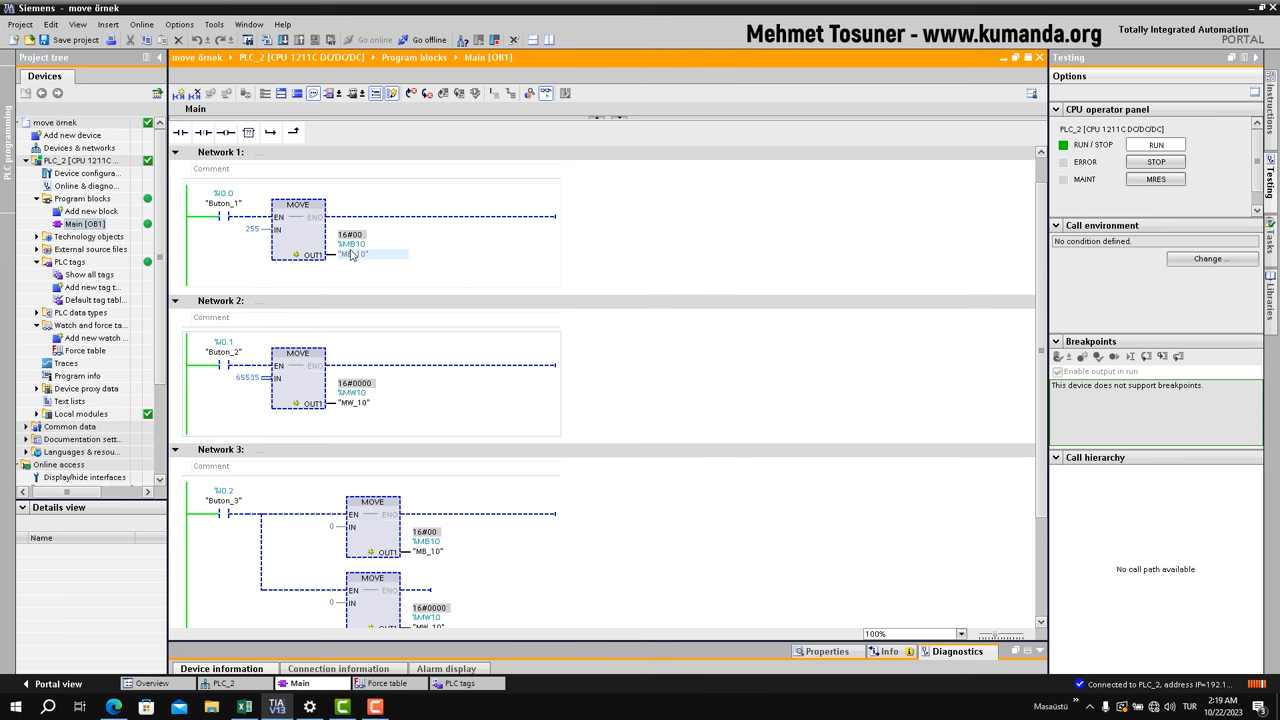 Siemens - move örnek
Project Edit View Insert Online Options Tools Window Help
Mehmet Tosuner - www.kumanda.org
Totally Integrated Automation
PORTAL
Save project
Go online
Go offline
Project tree
move örnek ▸ PLC_2 [CPU 1211C DC/DC/DC] ▸ Program blocks ▸ Main [OB1]
Testing
Devices
Options
Main
CPU operator panel
PLC_2 [CPU 1211C DC/DC/DC]
RUN / STOP RUN
ERROR STOP
MAINT MRES
Call environment
No condition defined.
Change ...
Breakpoints
Enable output in run
This device does not support breakpoints.
Call hierarchy
No call path available
PLC programming
move örnek
Add new device
Devices & networks
PLC_2 [CPU 1211C ...
Device configura...
Online & diagno...
Program blocks
Add new block
Main [OB1]
Technology objects
External source files
PLC tags
Show all tags
Add new tag t...
Default tag tabl...
PLC data types
Watch and force ta...
Add new watch ...
Force table
Traces
Program info
Device proxy data
Text lists
Local modules
Common data
Documentation sett...
Languages & resou...
Online access
Display/hide interfaces
Details view
Name
Network 1: .....
Comment
%I0.0
"Buton_1"
MOVE
EN ENO
255 IN
16#00
%MB10
OUT1 "MB_10"
Network 2: .....
Comment
%I0.1
"Buton_2"
MOVE
EN ENO
65535 IN
16#0000
%MW10
OUT1 "MW_10"
Network 3: .....
Comment
%I0.2
"Buton_3"
MOVE
EN ENO
0 IN
16#00
%MB10
OUT1 "MB_10"
MOVE
EN ENO
0 IN
16#0000
%MW10
100%
Properties Info Diagnostics
Device information Connection information Alarm display
Instructions
Testing
Tasks
Libraries
Portal view Overview PLC_2 Main Force table PLC tags
Connected to PLC_2, address IP=192.1...
TIA
V13
Masaüstü
TUR
2:19 AM
10/22/2023